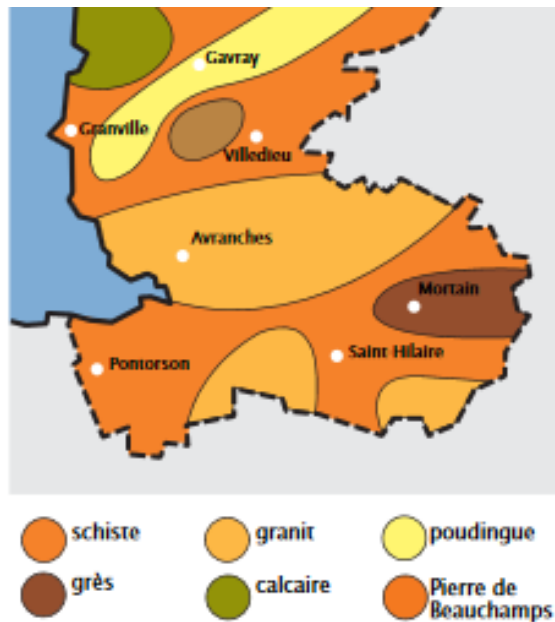 Gavray
Granville
Villedieu
Avranches
Mortain
Saint Hilaire
Pontorson
schiste
granit
poudingue
grès
calcaire
Pierre de
Beauchamps